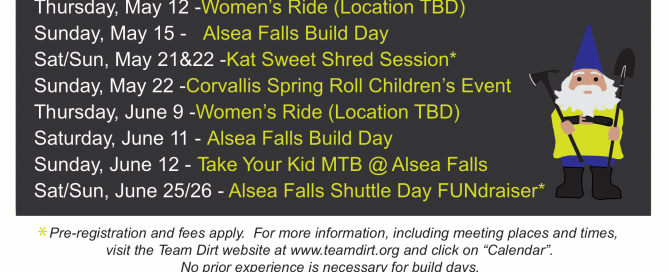 Thursday, May 12 -Women's Ride (Location TBD)
Sunday, May 15 - Alsea Falls Build Day
Sat/Sun, May 21&22 -Kat Sweet Shred Session*
Sunday, May 22 -Corvallis Spring Roll Children's Event
Thursday, June 9 -Women's Ride (Location TBD)
Saturday, June 11 - Alsea Falls Build Day
Sunday, June 12 - Take Your Kid MTB @ Alsea Falls
Sat/Sun, June 25/26 - Alsea Falls Shuttle Day FUNdraiser*
*Pre-registration and fees apply. For more information, including meeting places and times,
visit the Team Dirt website at www.teamdirt.org and click on “Calendar”.
No prior experience is necessary for build days.